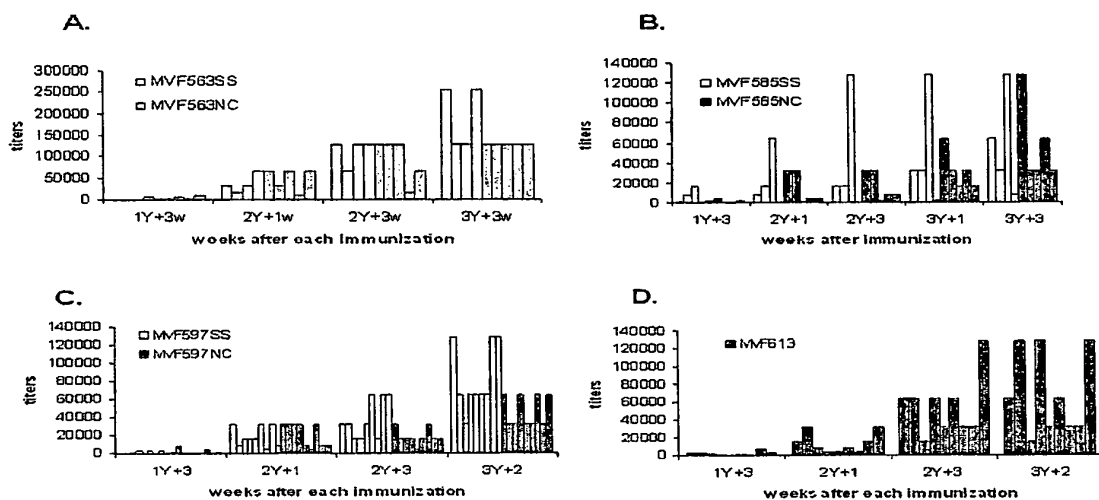 A.
300000
250000
200000
150000
100000
50000
0
titers
MVF563SS
MVF563NC
1Y+3w 2Y+1w 2Y+3w 3Y+3w
weeks after each immunization
B.
140000
120000
100000
80000
60000
40000
20000
0
titers
MVF585SS
MVF585NC
1Y+3 2Y+1 2Y+3 3Y+1 3Y+3
weeks after immunization
C.
140000
120000
100000
80000
60000
40000
20000
0
titers
MVF597SS
MVF597NC
1Y+3 2Y+1 2Y+3 3Y+2
weeks after each immunization
D.
140000
120000
100000
80000
60000
40000
20000
0
titers
MVF613
1Y+3 2Y+1 2Y+3 3Y+2
weeks after each immunization